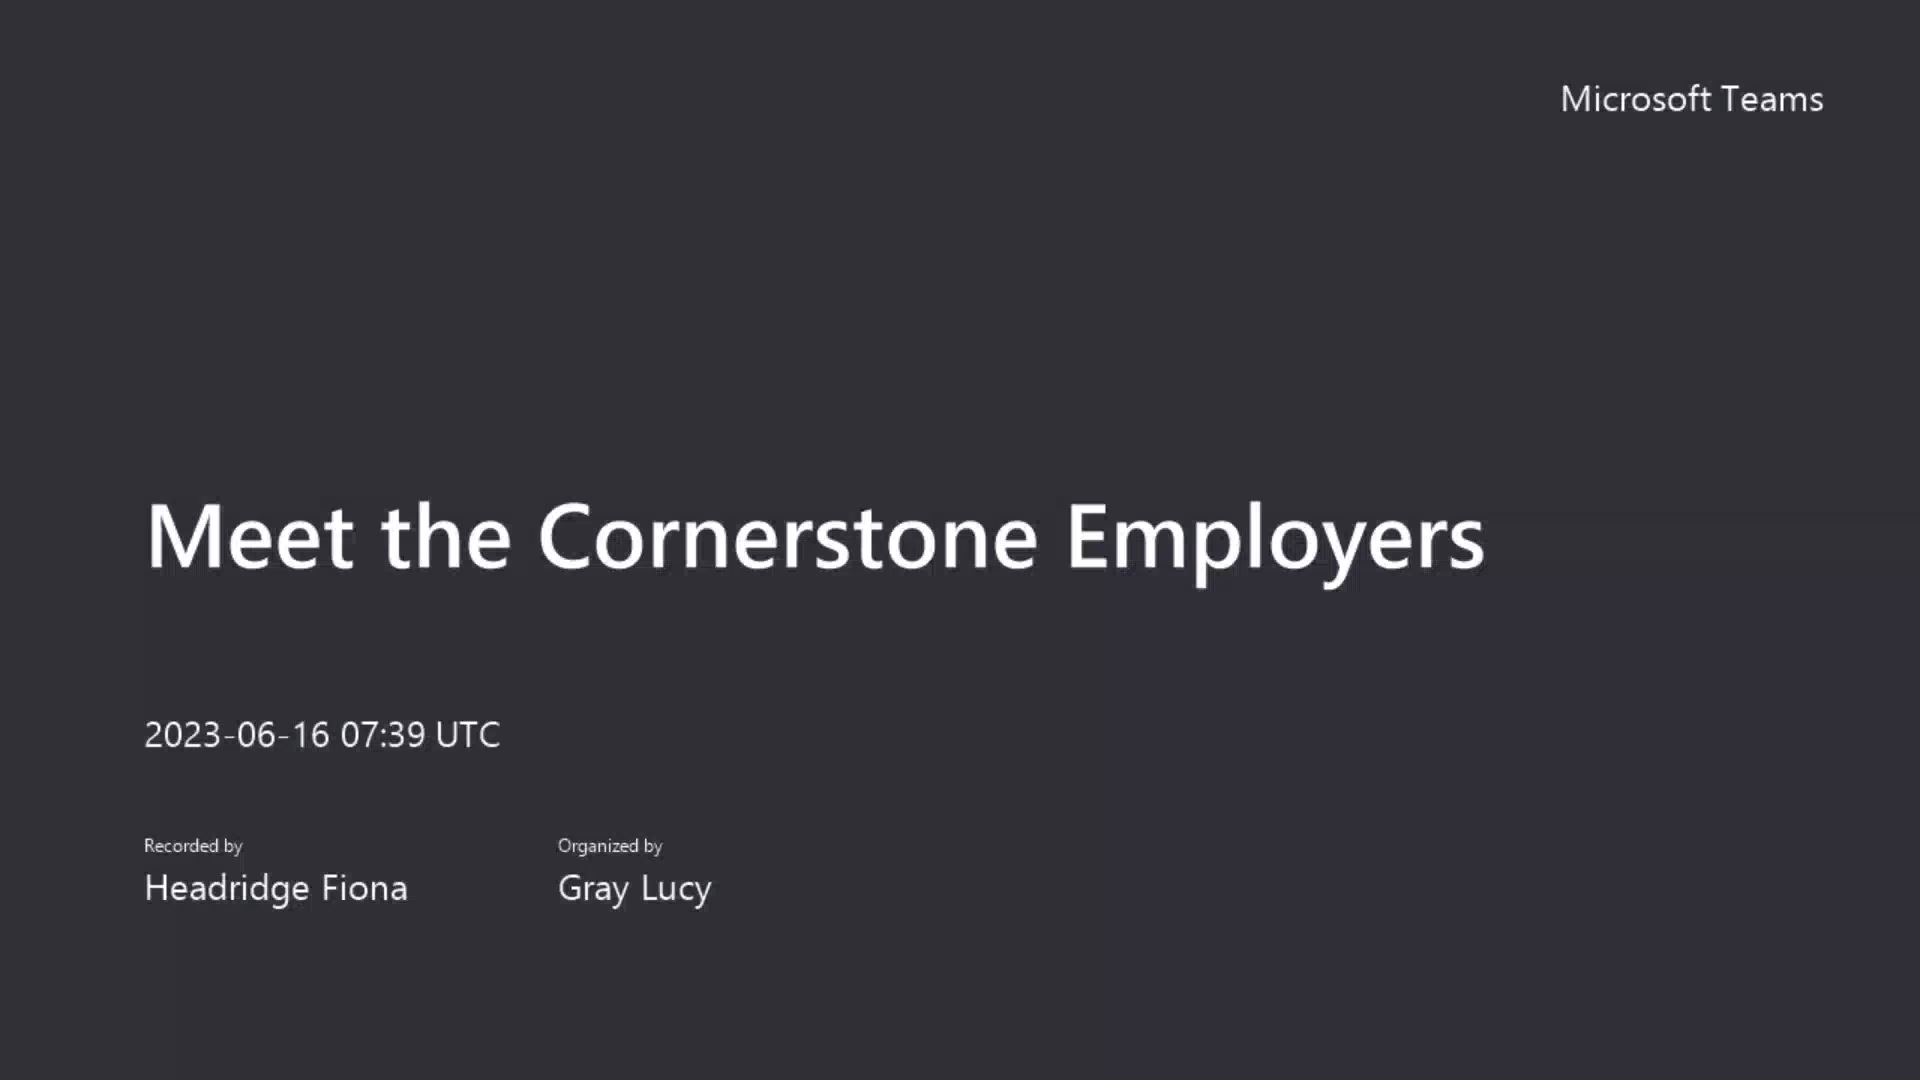 Microsoft Teams
Meet the Cornerstone Employers
2023-06-16 07:39 UTC
Recorded by
Headridge Fiona
Organized by
Gray Lucy